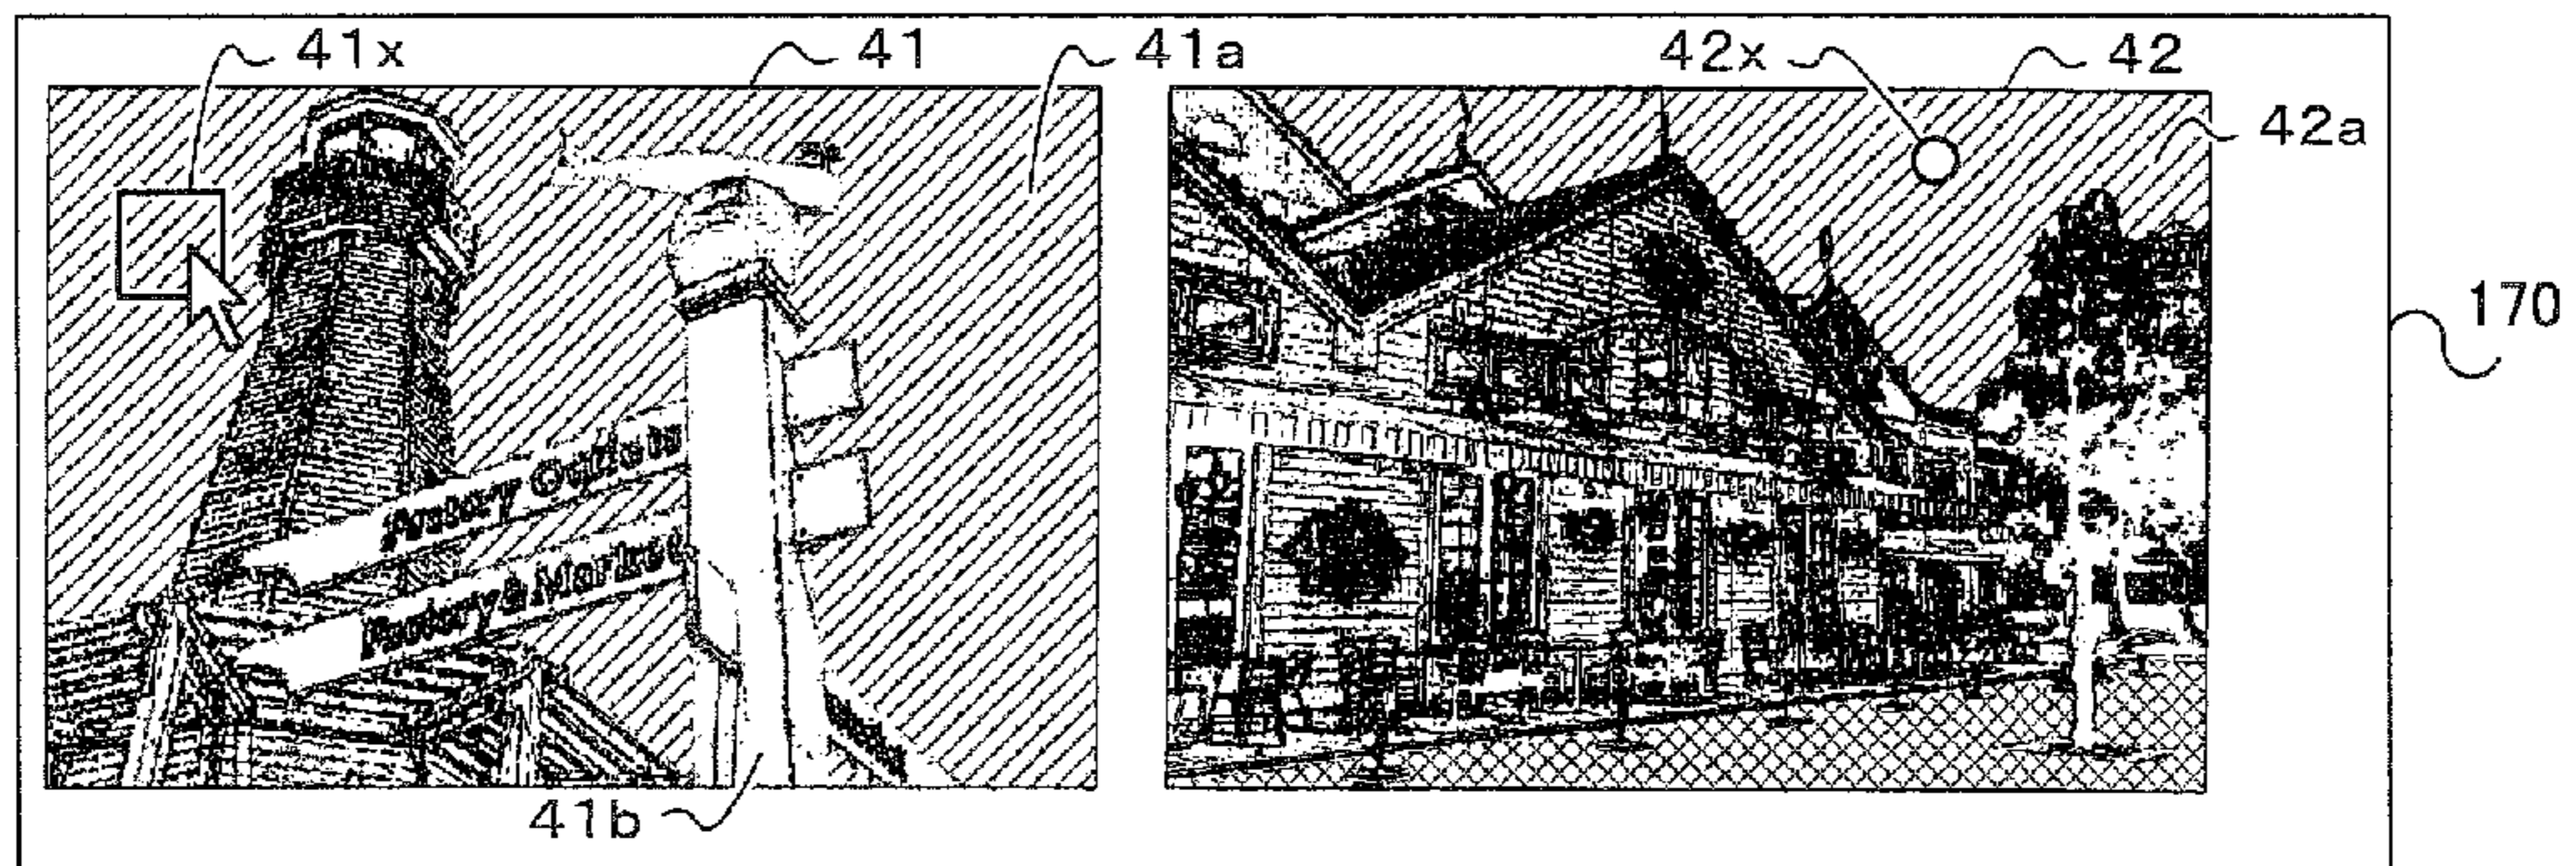 41x 41 41a 42x 42
42a
170
Factory Outlets
Factory & Market
41b